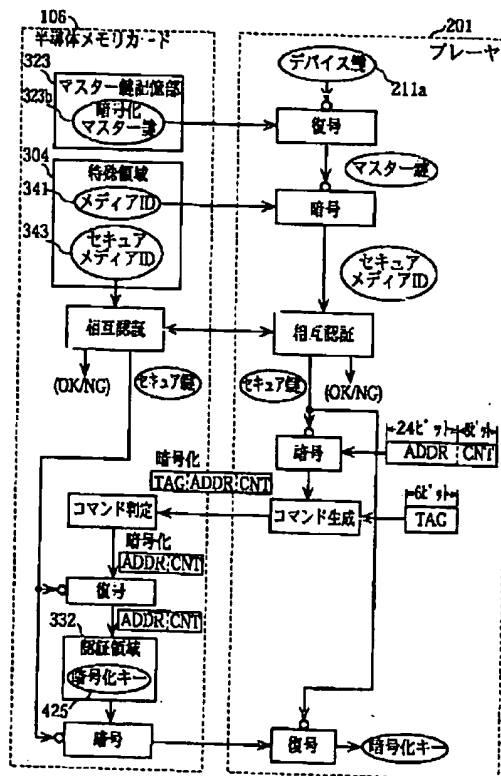 106
半導体メモリカード
201
プレーヤ
323
マスター鍵記憶部
323b
暗号化
マスター鍵
デバイス鍵
211a
復号
マスター鍵
304
特殊領域
341
メディアID
暗号
343
セキュア
メディアID
セキュア
メディアID
相互認証
相互認証
(OK/NG)
セキュア鍵
セキュア鍵
(OK/NG)
暗号
24ビット
8ビット
ADDR CNT
暗号化
TAG ADDR CNT
コマンド判定
コマンド生成
6ビット
TAG
暗号化
ADDR CNT
復号
ADDR CNT
332
認証領域
暗号化キー
425
暗号
復号
暗号化キー